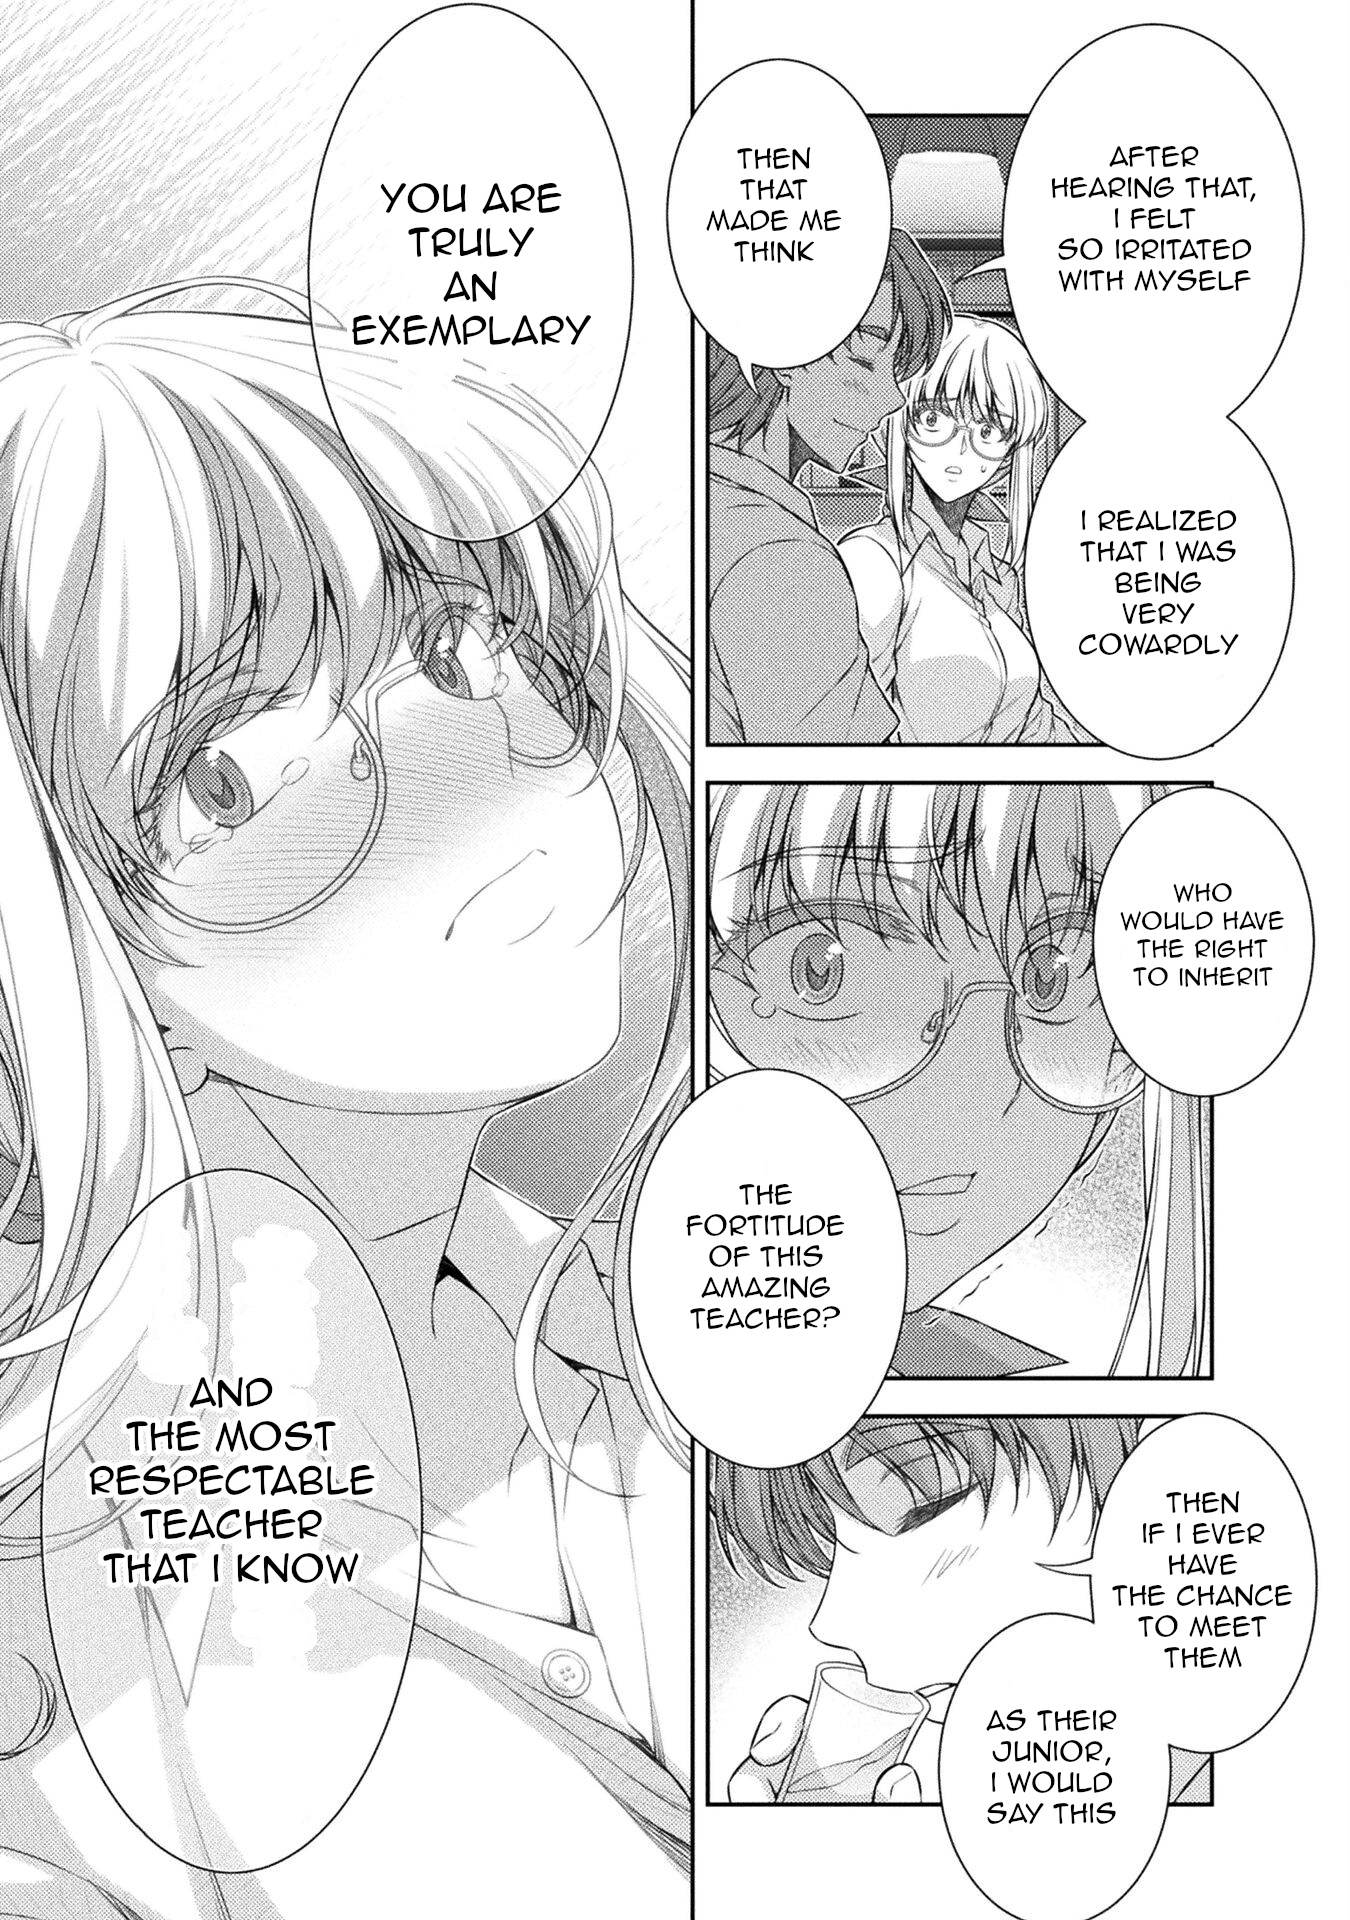 AFTER
HEARING THAT,
I FELT
SO IRRITATED
WITH MYSELF
I REALIZED
THAT I WAS
BEING
VERY
COWARDLY
THEN
THAT
MADE ME
THINK
WHO
WOULD HAVE
THE RIGHT
TO INHERIT
THE
FORTITUDE
OF THIS
AMAZING
TEACHER?
THEN
IF I EVER
HAVE
THE CHANCE
TO MEET
THEM
AS THEIR
JUNIOR,
I WOULD
SAY THIS
YOU ARE
TRULY
AN
EXEMPLARY
AND
THE MOST
RESPECTABLE
TEACHER
THAT I KNOW